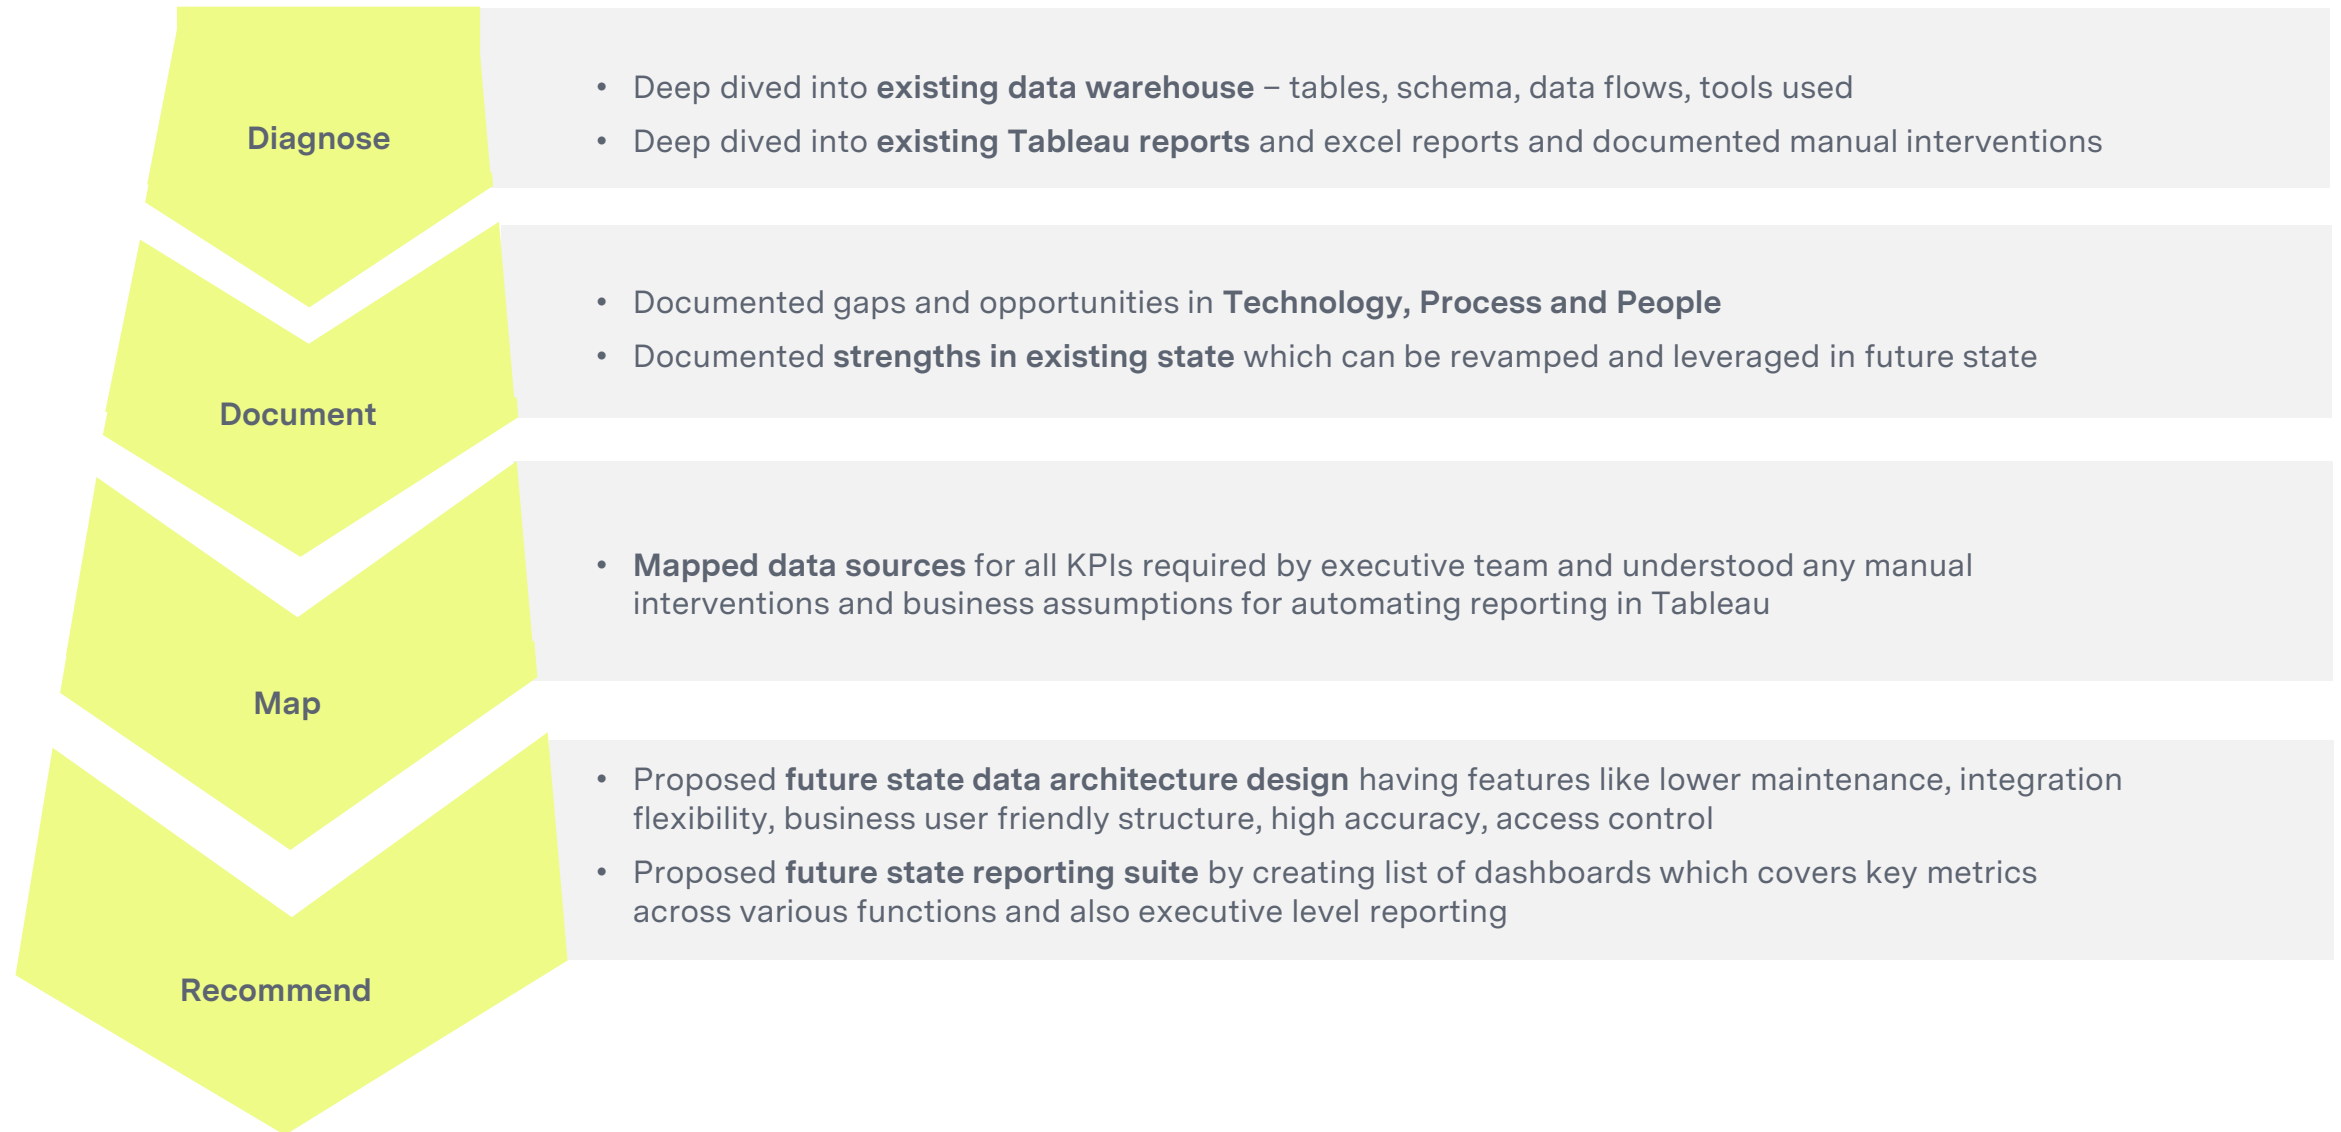 Diagnose
• Deep dived into existing data warehouse – tables, schema, data flows, tools used
• Deep dived into existing Tableau reports and excel reports and documented manual interventions
Document
• Documented gaps and opportunities in Technology, Process and People
• Documented strengths in existing state which can be revamped and leveraged in future state
Map
• Mapped data sources for all KPIs required by executive team and understood any manual
interventions and business assumptions for automating reporting in Tableau
Recommend
• Proposed future state data architecture design having features like lower maintenance, integration
flexibility, business user friendly structure, high accuracy, access control
• Proposed future state reporting suite by creating list of dashboards which covers key metrics
across various functions and also executive level reporting